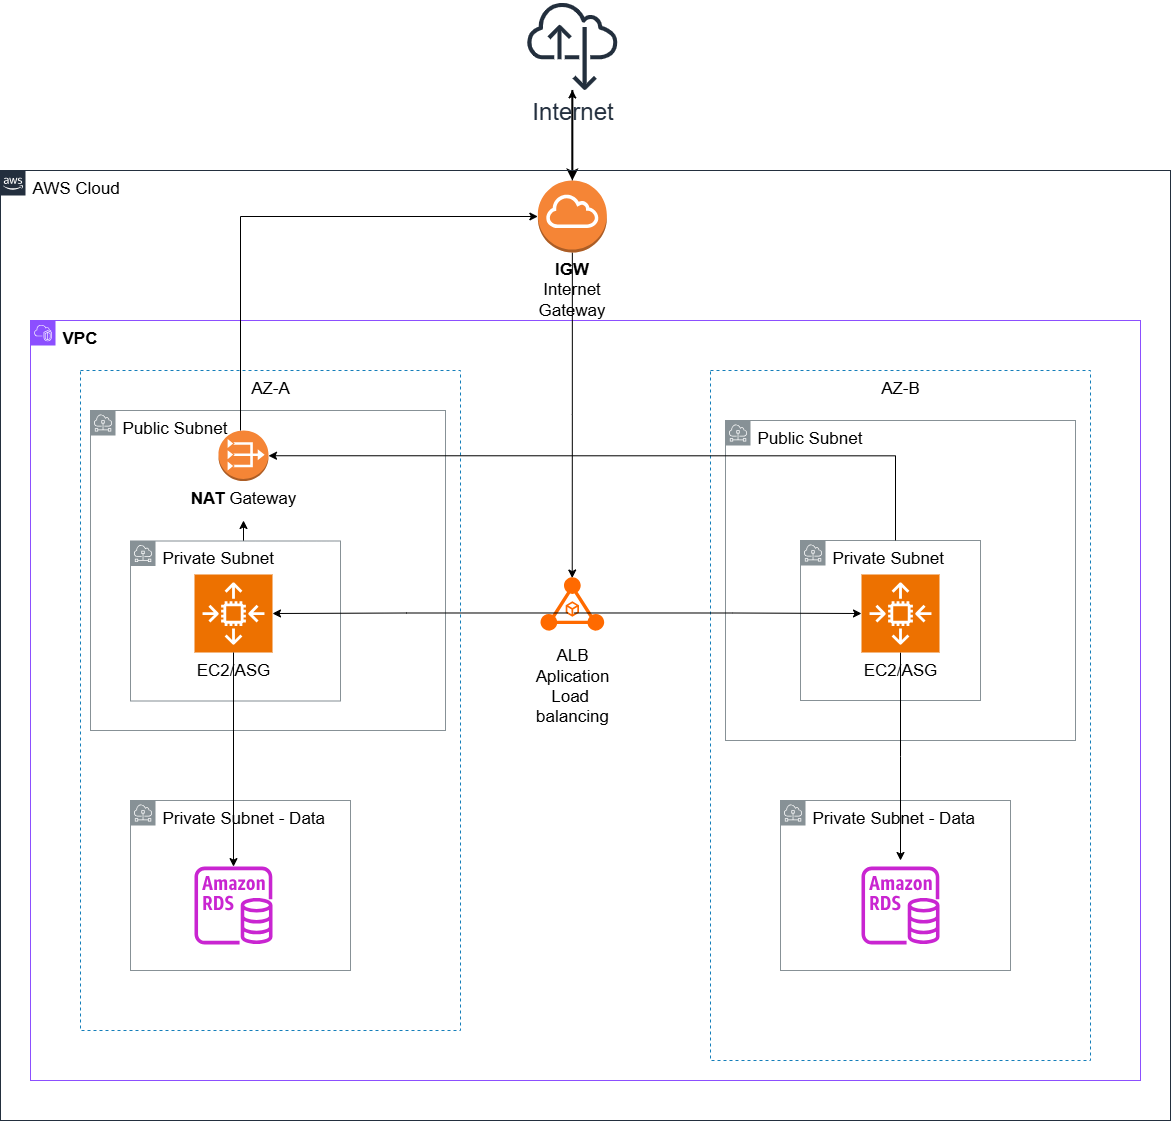 Internet
aws
AWS Cloud
IGW
Internet
Gateway
VPC
AZ-A
AZ-B
Public Subnet
Public Subnet
NAT Gateway
Private Subnet
Private Subnet
EC2/ASG
EC2/ASG
ALB
Aplication
Load
balancing
Private Subnet - Data
Private Subnet - Data
Amazon
RDS
Amazon
RDS